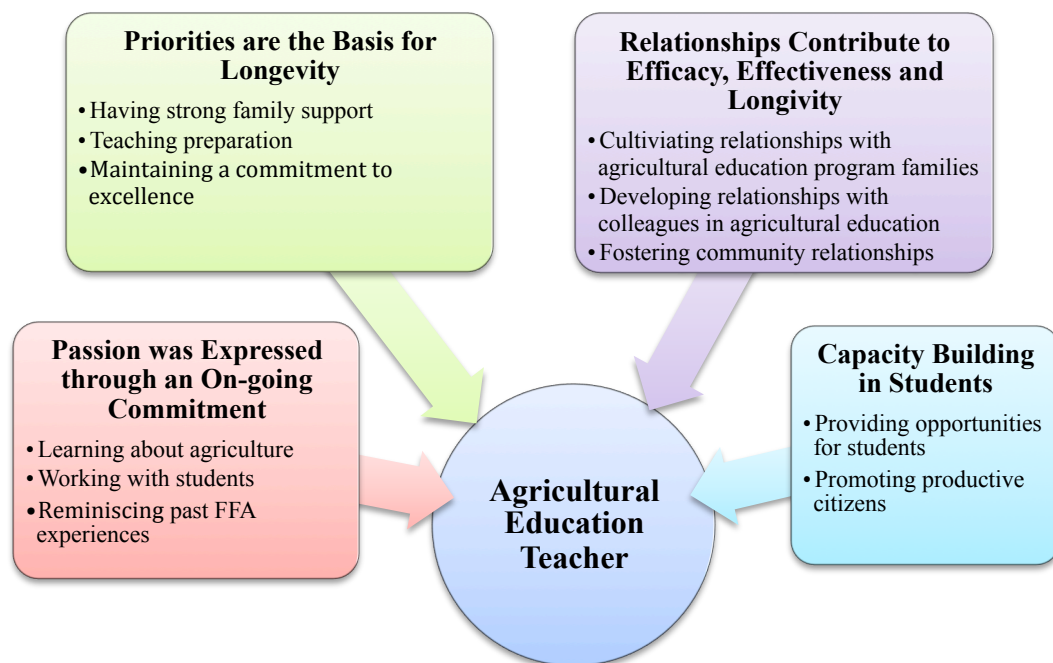 Priorities are the Basis for
Longevity
• Having strong family support
• Teaching preparation
• Maintaining a commitment to
excellence
Relationships Contribute to
Efficacy, Effectiveness and
Longivity
• Cultiviating relationships with
agricultural education program families
• Developing relationships with
colleagues in agricultural education
• Fostering community relationships
Passion was Expressed
through an On-going
Commitment
• Learning about agriculture
• Working with students
• Reminiscing past FFA
experiences
Capacity Building
in Students
• Providing opportunities
for students
• Promoting productive
citizens
Agricultural
Education
Teacher